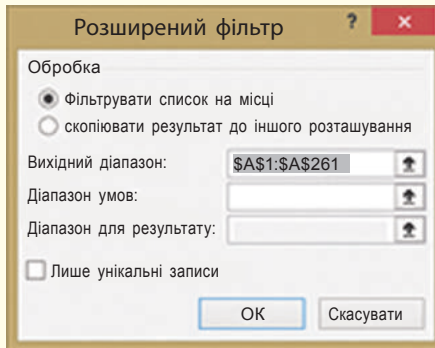 Розширений фільтр ? ×
Обробка
Фільтрувати список на місці
скопіювати результат до іншого розташування
Вихідний діапазон: $A$1:$A$261
Діапазон умов:
Діапазон для результату:
Лише унікальні записи
ОК Скасувати